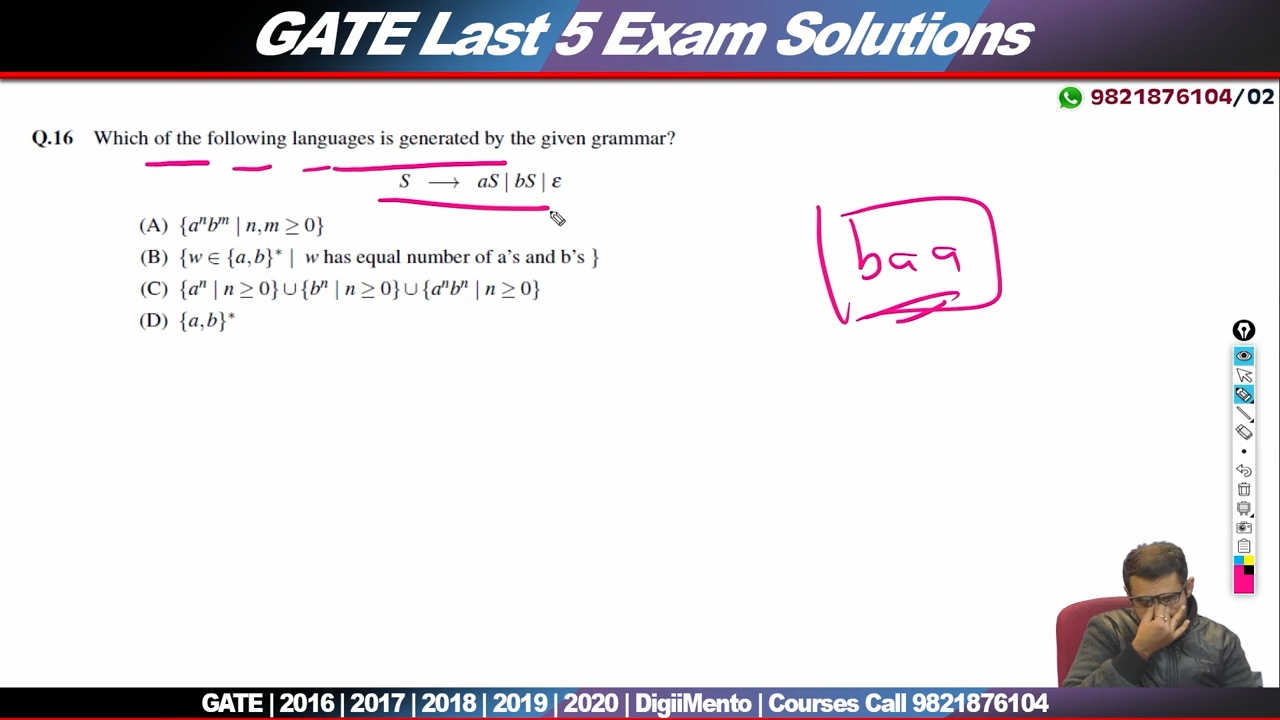 GATE Last 5 Exam Solutions
9821876104/02
Q.16 Which of the following languages is generated by the given grammar?
S ⟶ aS | bS | ε
(A) {aⁿbᵐ | n,m ≥ 0}
(B) {w ∈ {a,b}* | w has equal number of a's and b's }
(C) {aⁿ | n ≥ 0} ∪ {bⁿ | n ≥ 0} ∪ {aⁿbⁿ | n ≥ 0}
(D) {a,b}*
baa
GATE | 2016 | 2017 | 2018 | 2019 | 2020 | DigiiMento | Courses Call 9821876104